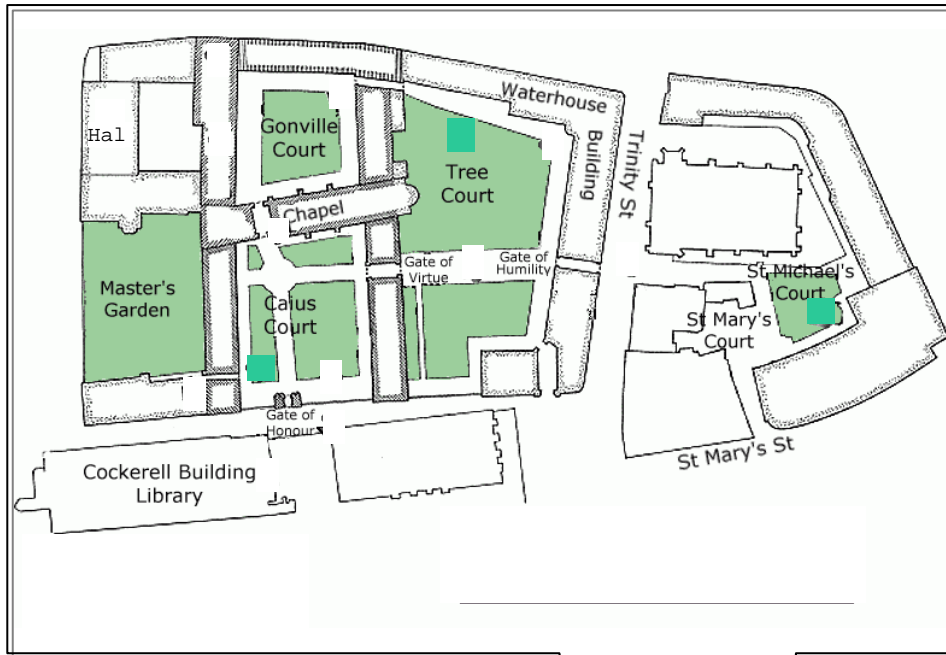 Waterhouse
Building
Trinity St
Hal
Gonville
Court
Tree
Court
Chapel
Master's
Garden
Caius
Court
Gate of
Virtue
Gate of
Humility
St Michael's
Court
St Mary's
Court
Gate of
Honour
St Mary's St
Cockerell Building
Library